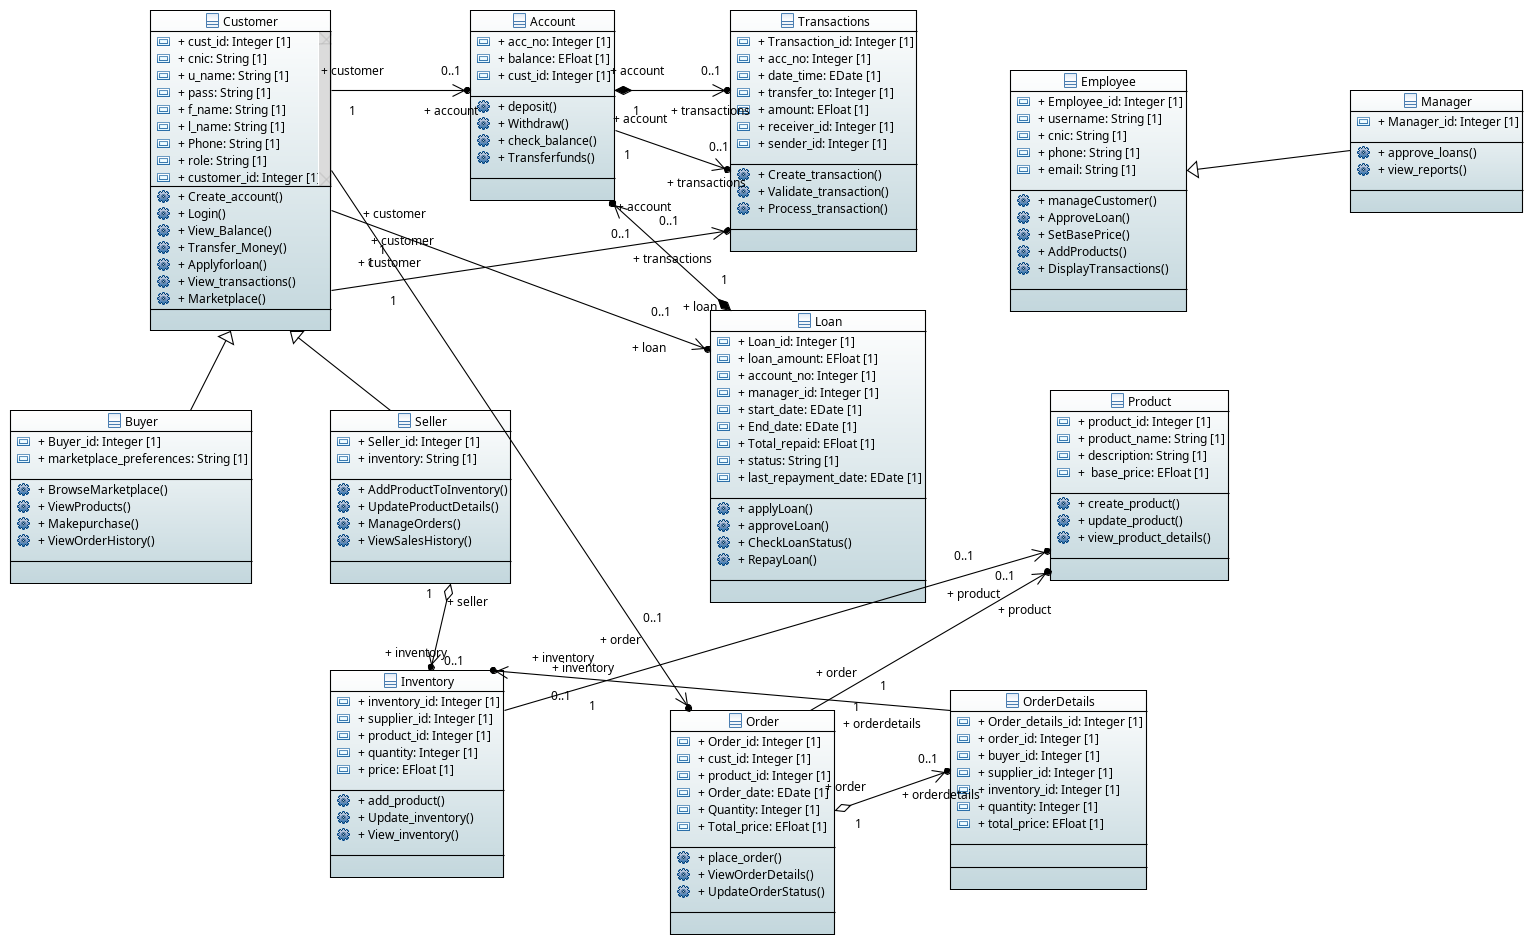 Customer
+ cust_id: Integer [1]
+ cnic: String [1]
+ u_name: String [1]
+ pass: String [1]
+ f_name: String [1]
+ l_name: String [1]
+ Phone: String [1]
+ role: String [1]
+ customer_id: Integer [1]
+ Create_account()
+ Login()
+ View_Balance()
+ Transfer_Money()
+ Applyforloan()
+ View_transactions()
+ Marketplace()
Account
+ acc_no: Integer [1]
+ balance: EFloat [1]
+ cust_id: Integer [1]
+ deposit()
+ Withdraw()
+ check_balance()
+ Transferfunds()
Transactions
+ Transaction_id: Integer [1]
+ acc_no: Integer [1]
+ date_time: EDate [1]
+ transfer_to: Integer [1]
+ amount: EFloat [1]
+ receiver_id: Integer [1]
+ sender_id: Integer [1]
+ Create_transaction()
+ Validate_transaction()
+ Process_transaction()
Employee
+ Employee_id: Integer [1]
+ username: String [1]
+ cnic: String [1]
+ phone: String [1]
+ email: String [1]
+ manageCustomer()
+ ApproveLoan()
+ SetBasePrice()
+ AddProducts()
+ DisplayTransactions()
Manager
+ Manager_id: Integer [1]
+ approve_loans()
+ view_reports()
+ customer
1
0..1
+ account
+ account
1
0..1
+ transactions
+ account
1
0..1
+ transactions
+ account
0..1
1
+ loan
+ customer
1
0..1
+ transactions
+ customer
1
0..1
+ loan
+ customer
1
0..1
+ order
Buyer
+ Buyer_id: Integer [1]
+ marketplace_preferences: String [1]
+ BrowseMarketplace()
+ ViewProducts()
+ Makepurchase()
+ ViewOrderHistory()
Seller
+ Seller_id: Integer [1]
+ inventory: String [1]
+ AddProductToInventory()
+ UpdateProductDetails()
+ ManageOrders()
+ ViewSalesHistory()
Loan
+ Loan_id: Integer [1]
+ loan_amount: EFloat [1]
+ account_no: Integer [1]
+ manager_id: Integer [1]
+ start_date: EDate [1]
+ End_date: EDate [1]
+ Total_repaid: EFloat [1]
+ status: String [1]
+ last_repayment_date: EDate [1]
+ applyLoan()
+ approveLoan()
+ CheckLoanStatus()
+ RepayLoan()
Product
+ product_id: Integer [1]
+ product_name: String [1]
+ description: String [1]
+ base_price: EFloat [1]
+ create_product()
+ update_product()
+ view_product_details()
1
+ seller
+ inventory
0..1
+ inventory
1
0..1
+ product
+ order
1
0..1
+ product
+ inventory
0..1
1
+ orderdetails
Inventory
+ inventory_id: Integer [1]
+ supplier_id: Integer [1]
+ product_id: Integer [1]
+ quantity: Integer [1]
+ price: EFloat [1]
+ add_product()
+ Update_inventory()
+ View_inventory()
Order
+ Order_id: Integer [1]
+ cust_id: Integer [1]
+ product_id: Integer [1]
+ Order_date: EDate [1]
+ Quantity: Integer [1]
+ Total_price: EFloat [1]
+ place_order()
+ ViewOrderDetails()
+ UpdateOrderStatus()
+ order
1
0..1
+ orderdetails
OrderDetails
+ Order_details_id: Integer [1]
+ order_id: Integer [1]
+ buyer_id: Integer [1]
+ supplier_id: Integer [1]
+ inventory_id: Integer [1]
+ quantity: Integer [1]
+ total_price: EFloat [1]